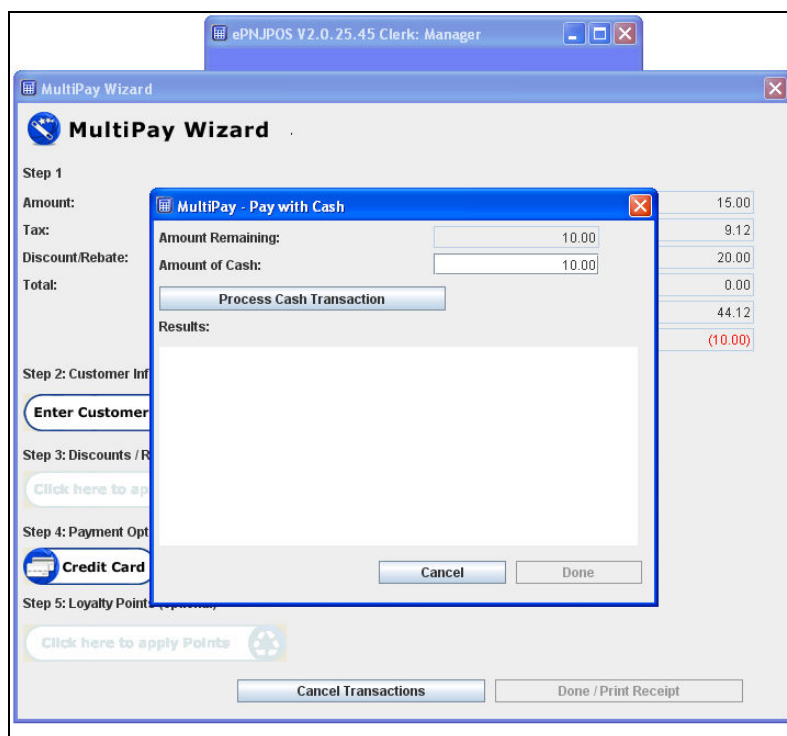 ePNJPOS V2.0.25.45 Clerk: Manager
MultiPay Wizard
MultiPay Wizard
Step 1
Amount:
Tax:
Discount/Rebate:
Total:
15.00
9.12
20.00
0.00
44.12
(10.00)
Step 2: Customer Inf
Enter Customer
Step 3: Discounts / R
Click here to ap
Step 4: Payment Opt
Credit Card
Step 5: Loyalty Points (optional)
Click here to apply Points
Cancel Transactions
Done / Print Receipt
MultiPay - Pay with Cash
Amount Remaining: 10.00
Amount of Cash: 10.00
Process Cash Transaction
Results:
Cancel
Done